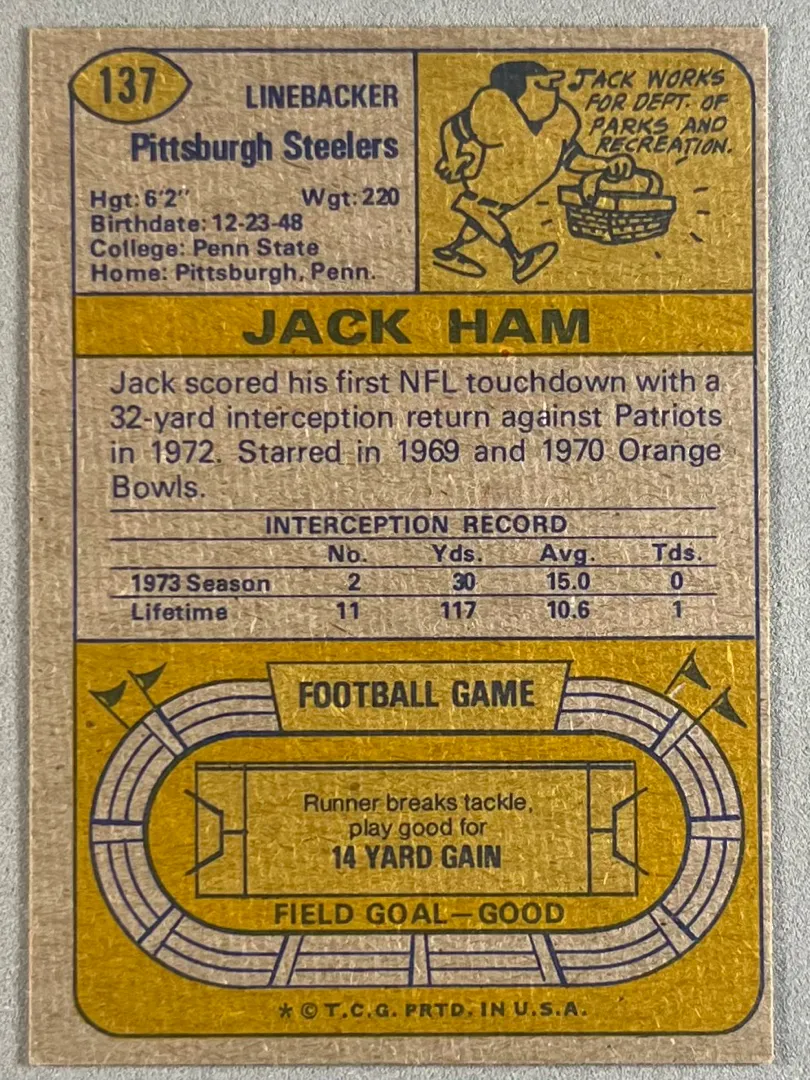 137
LINEBACKER
Pittsburgh Steelers
Hgt: 6'2" Wgt: 220
Birthdate: 12-23-48
College: Penn State
Home: Pittsburgh, Penn.
JACK WORKS
FOR DEPT. OF
PARKS AND
RECREATION.
JACK HAM
Jack scored his first NFL touchdown with a
32-yard interception return against Patriots
in 1972. Starred in 1969 and 1970 Orange
Bowls.
INTERCEPTION RECORD
No. Yds. Avg. Tds.
1973 Season 2 30 15.0 0
Lifetime 11 117 10.6 1
FOOTBALL GAME
Runner breaks tackle,
play good for
14 YARD GAIN
FIELD GOAL—GOOD
* © T.C.G. PRTD. IN U.S.A.